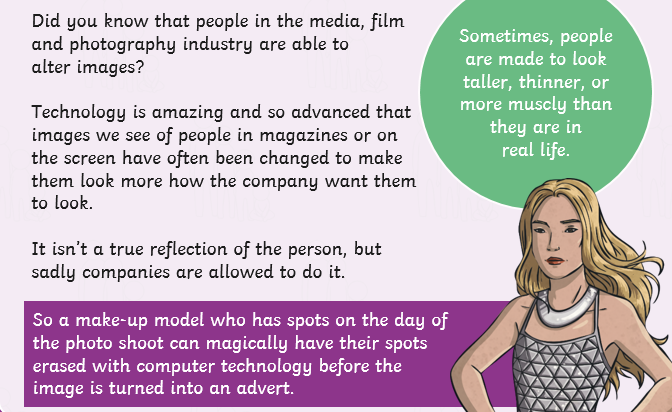 Did you know that people in the media, film
and photography industry are able to
alter images?
Technology is amazing and so advanced that
images we see of people in magazines or on
the screen have often been changed to make
them look more how the company want them
to look.
It isn't a true reflection of the person, but
sadly companies are allowed to do it.
Sometimes, people
are made to look
taller, thinner, or
more muscly than
they are in
real life.
So a make-up model who has spots on the day of
the photo shoot can magically have their spots
erased with computer technology before the
image is turned into an advert.